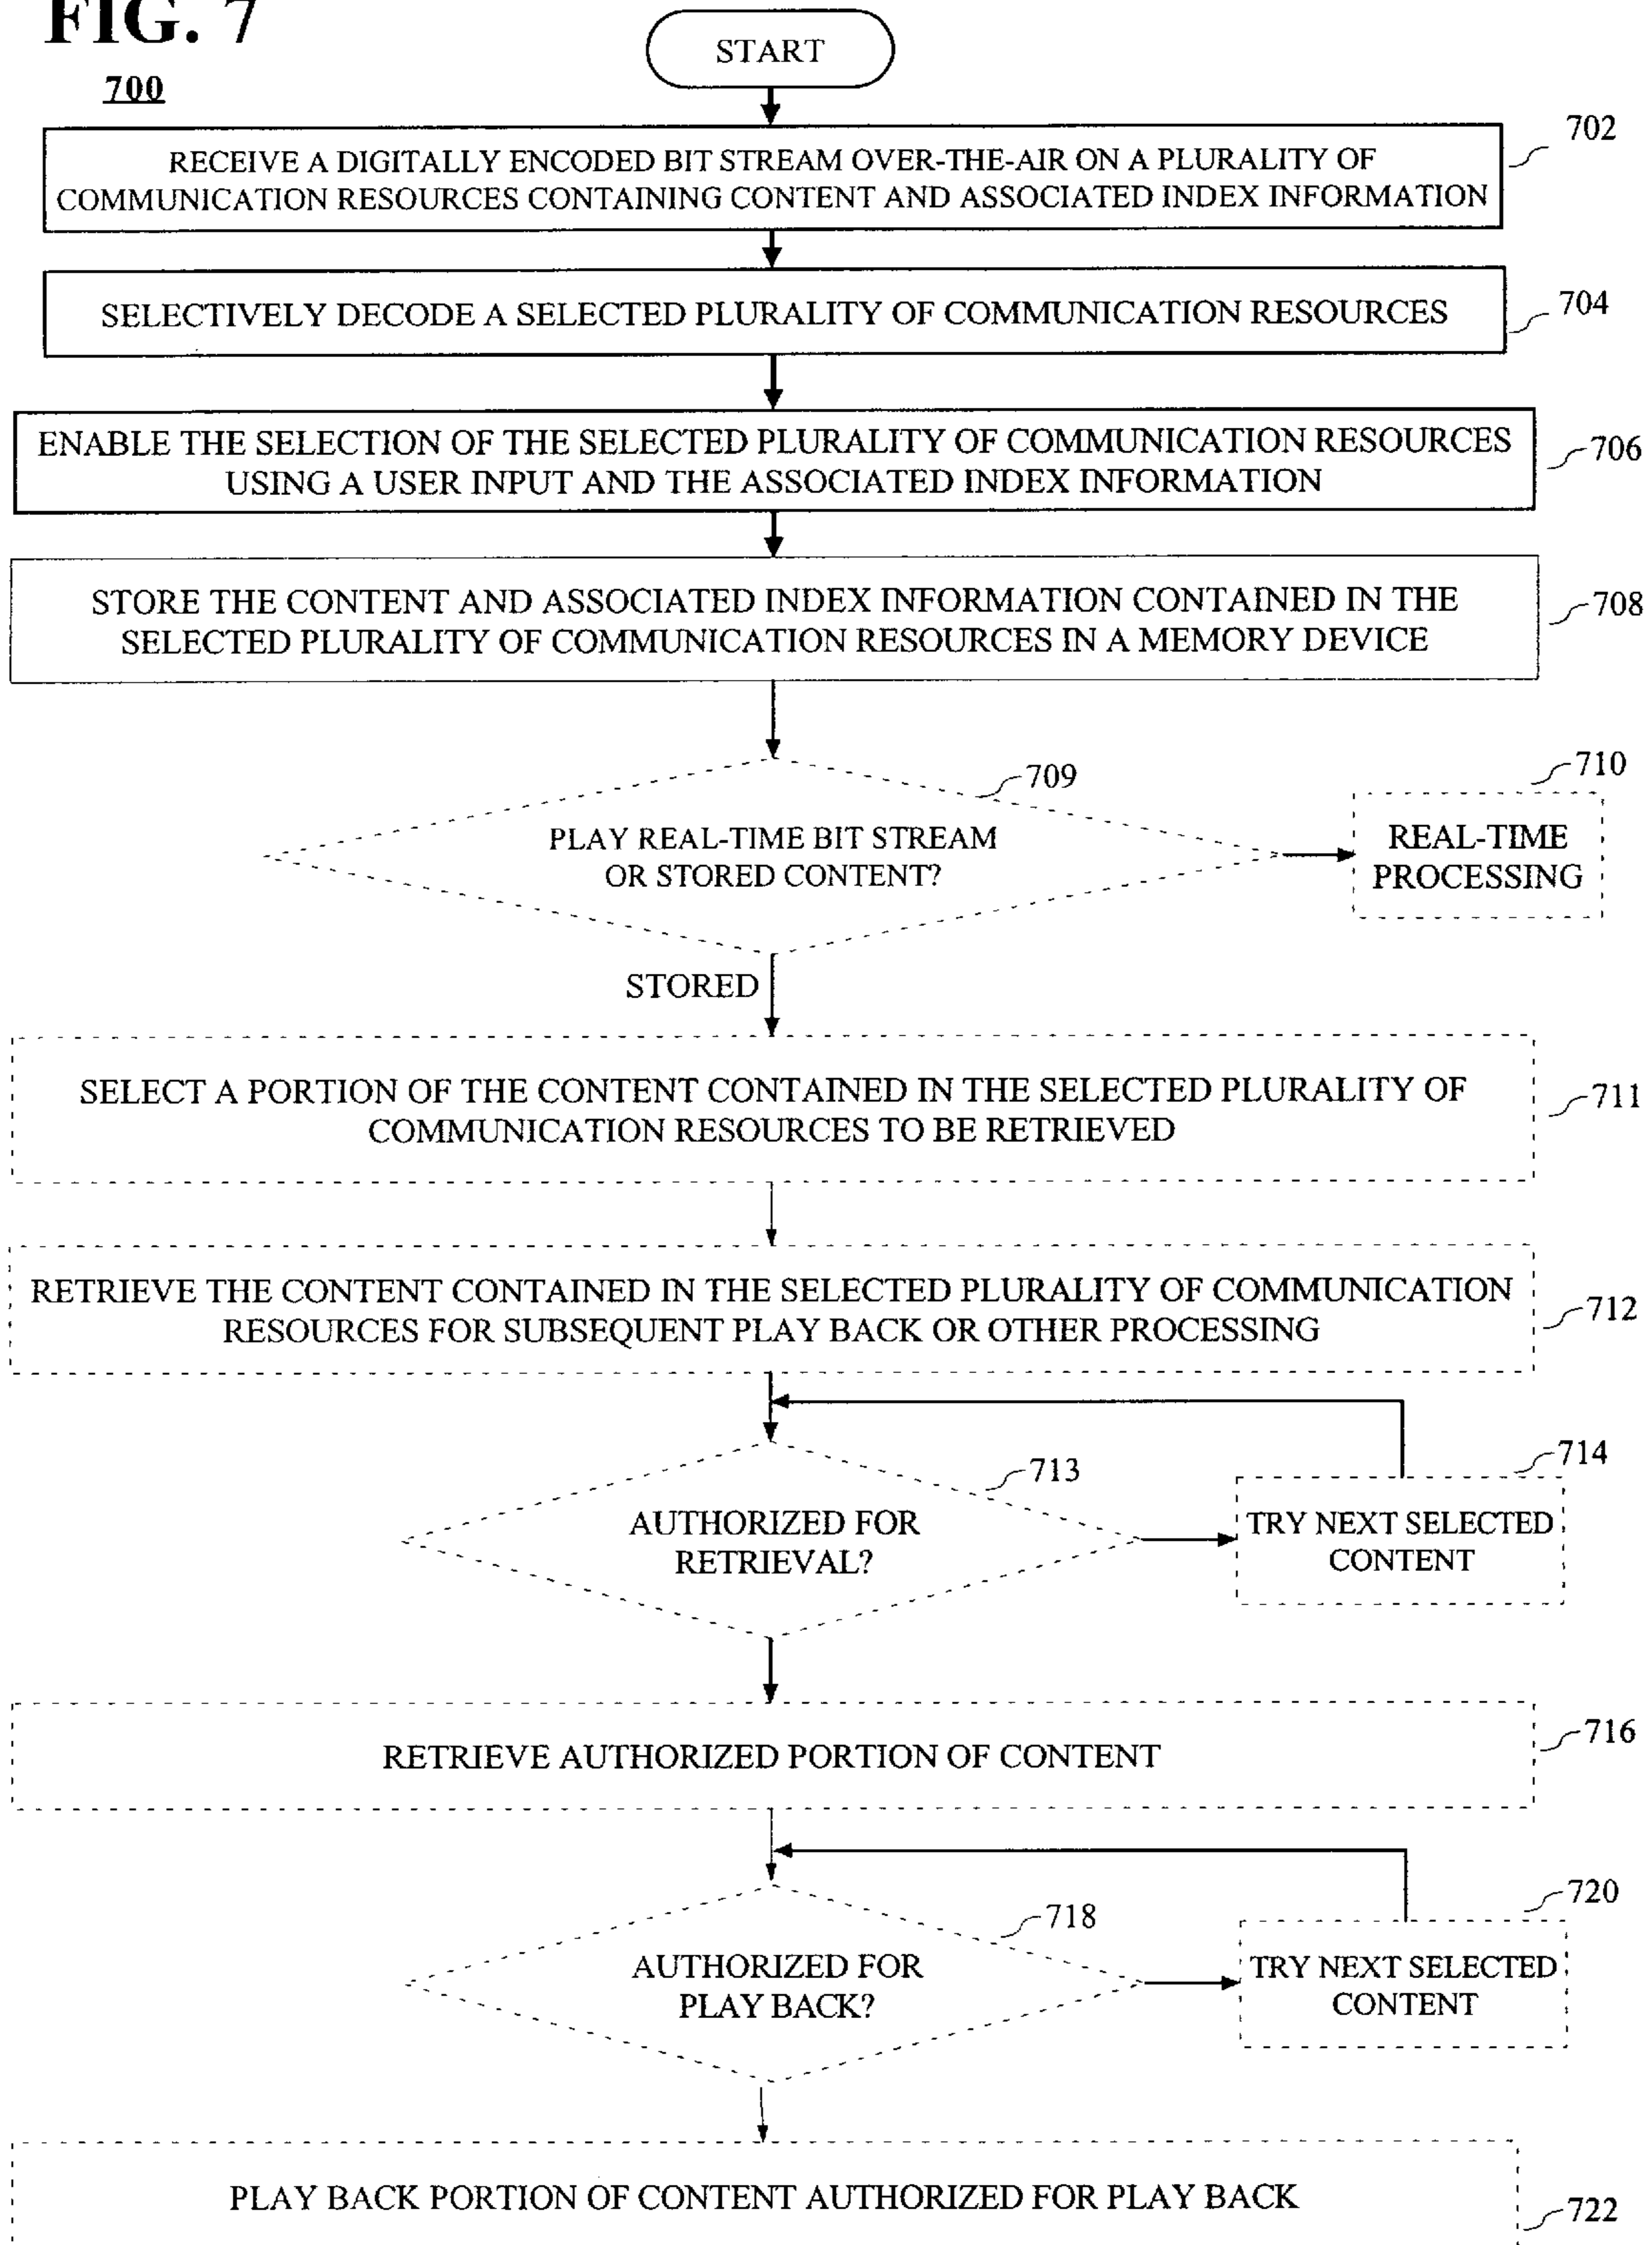 FIG. 7
700
START
702
RECEIVE A DIGITALLY ENCODED BIT STREAM OVER-THE-AIR ON A PLURALITY OF
COMMUNICATION RESOURCES CONTAINING CONTENT AND ASSOCIATED INDEX INFORMATION
704
SELECTIVELY DECODE A SELECTED PLURALITY OF COMMUNICATION RESOURCES
ENABLE THE SELECTION OF THE SELECTED PLURALITY OF COMMUNICATION RESOURCES
USING A USER INPUT AND THE ASSOCIATED INDEX INFORMATION
706
STORE THE CONTENT AND ASSOCIATED INDEX INFORMATION CONTAINED IN THE
SELECTED PLURALITY OF COMMUNICATION RESOURCES IN A MEMORY DEVICE
708
709
710
PLAY REAL-TIME BIT STREAM
OR STORED CONTENT?
REAL-TIME
PROCESSING
STORED
SELECT A PORTION OF THE CONTENT CONTAINED IN THE SELECTED PLURALITY OF
COMMUNICATION RESOURCES TO BE RETRIEVED
711
RETRIEVE THE CONTENT CONTAINED IN THE SELECTED PLURALITY OF COMMUNICATION
RESOURCES FOR SUBSEQUENT PLAY BACK OR OTHER PROCESSING
712
713
714
AUTHORIZED FOR
RETRIEVAL?
TRY NEXT SELECTED
CONTENT
716
RETRIEVE AUTHORIZED PORTION OF CONTENT
718
720
AUTHORIZED FOR
PLAY BACK?
TRY NEXT SELECTED
CONTENT
PLAY BACK PORTION OF CONTENT AUTHORIZED FOR PLAY BACK
722